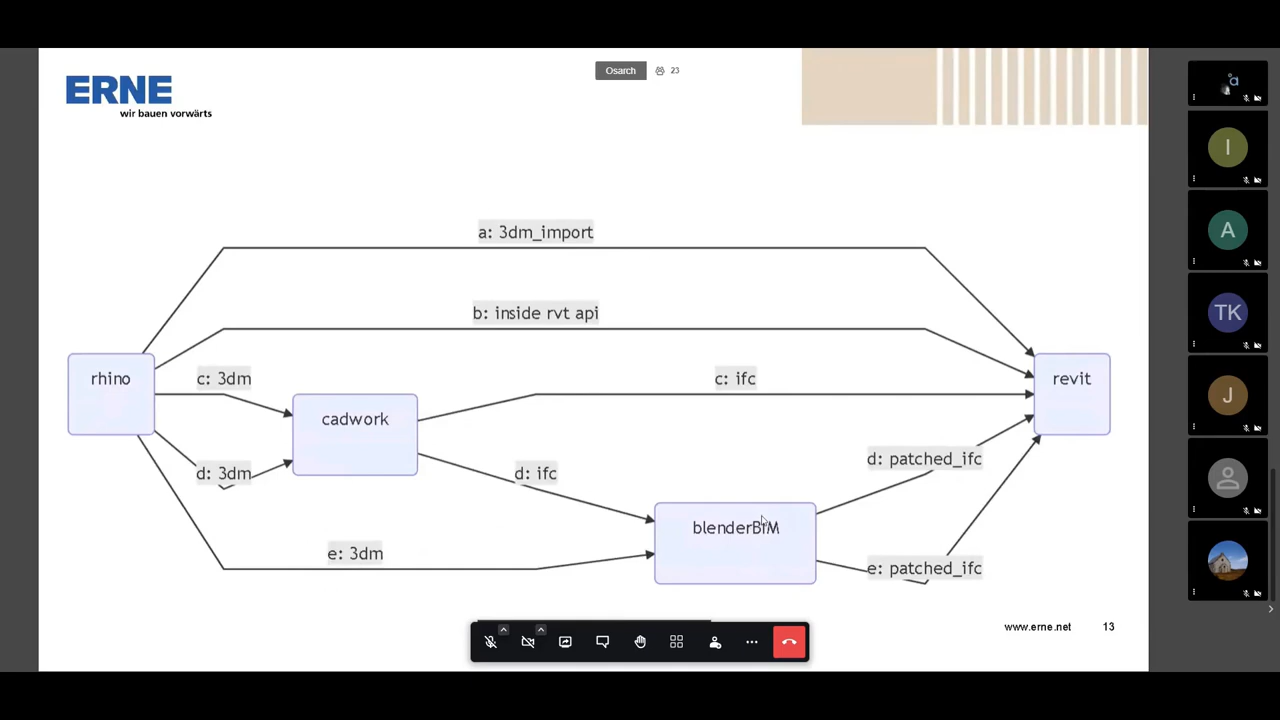 Osarch 23
ERNE
wir bauen vorwärts
a
I
A
TK
J
a: 3dm_import
b: inside rvt api
rhino
c: 3dm
c: ifc
revit
cadwork
d: 3dm
d: ifc
d: patched_ifc
blenderBIM
e: 3dm
e: patched_ifc
www.erne.net 13